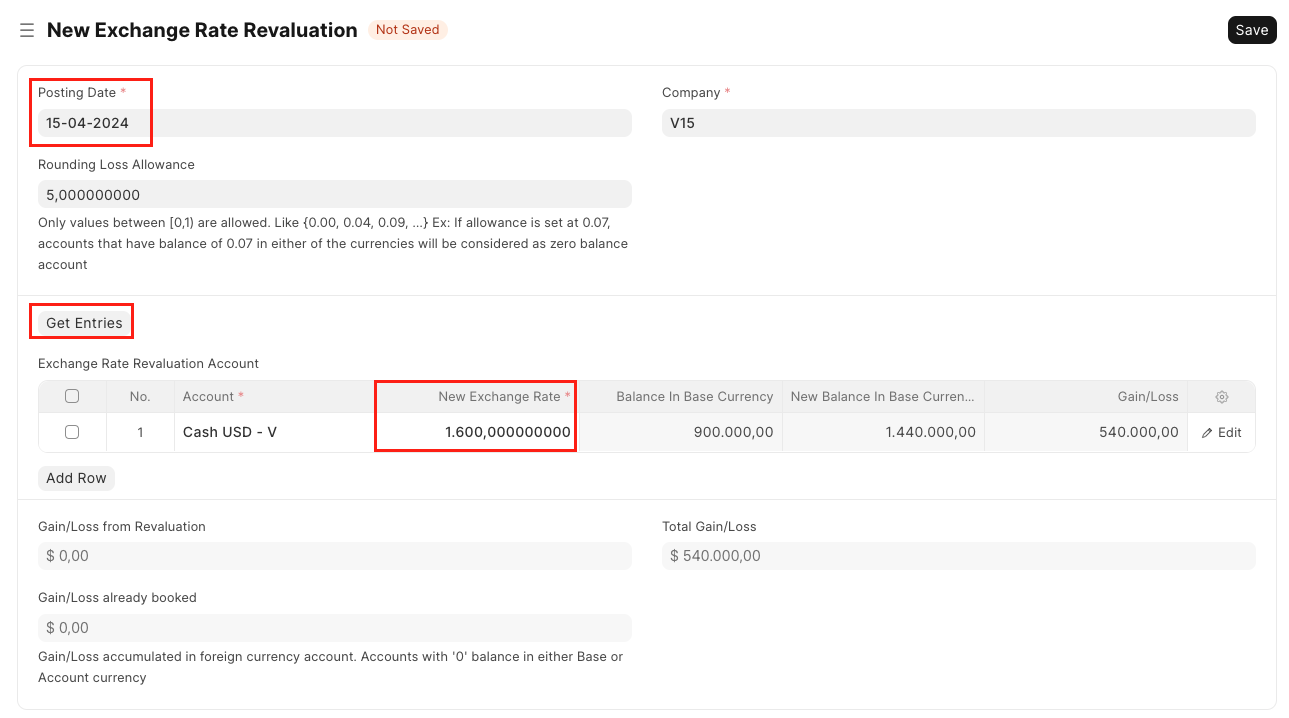 New Exchange Rate Revaluation Not Saved Save
Posting Date * Company *
15-04-2024 V15
Rounding Loss Allowance
5,000000000
Only values between [0,1) are allowed. Like {0.00, 0.04, 0.09, ...} Ex: If allowance is set at 0.07,
accounts that have balance of 0.07 in either of the currencies will be considered as zero balance
account
Get Entries
Exchange Rate Revaluation Account
No. Account * New Exchange Rate * Balance In Base Currency New Balance In Base Curren... Gain/Loss
1 Cash USD - V 1.600,000000000 900.000,00 1.440.000,00 540.000,00 Edit
Add Row
Gain/Loss from Revaluation Total Gain/Loss
$ 0,00 $ 540.000,00
Gain/Loss already booked
$ 0,00
Gain/Loss accumulated in foreign currency account. Accounts with '0' balance in either Base or
Account currency